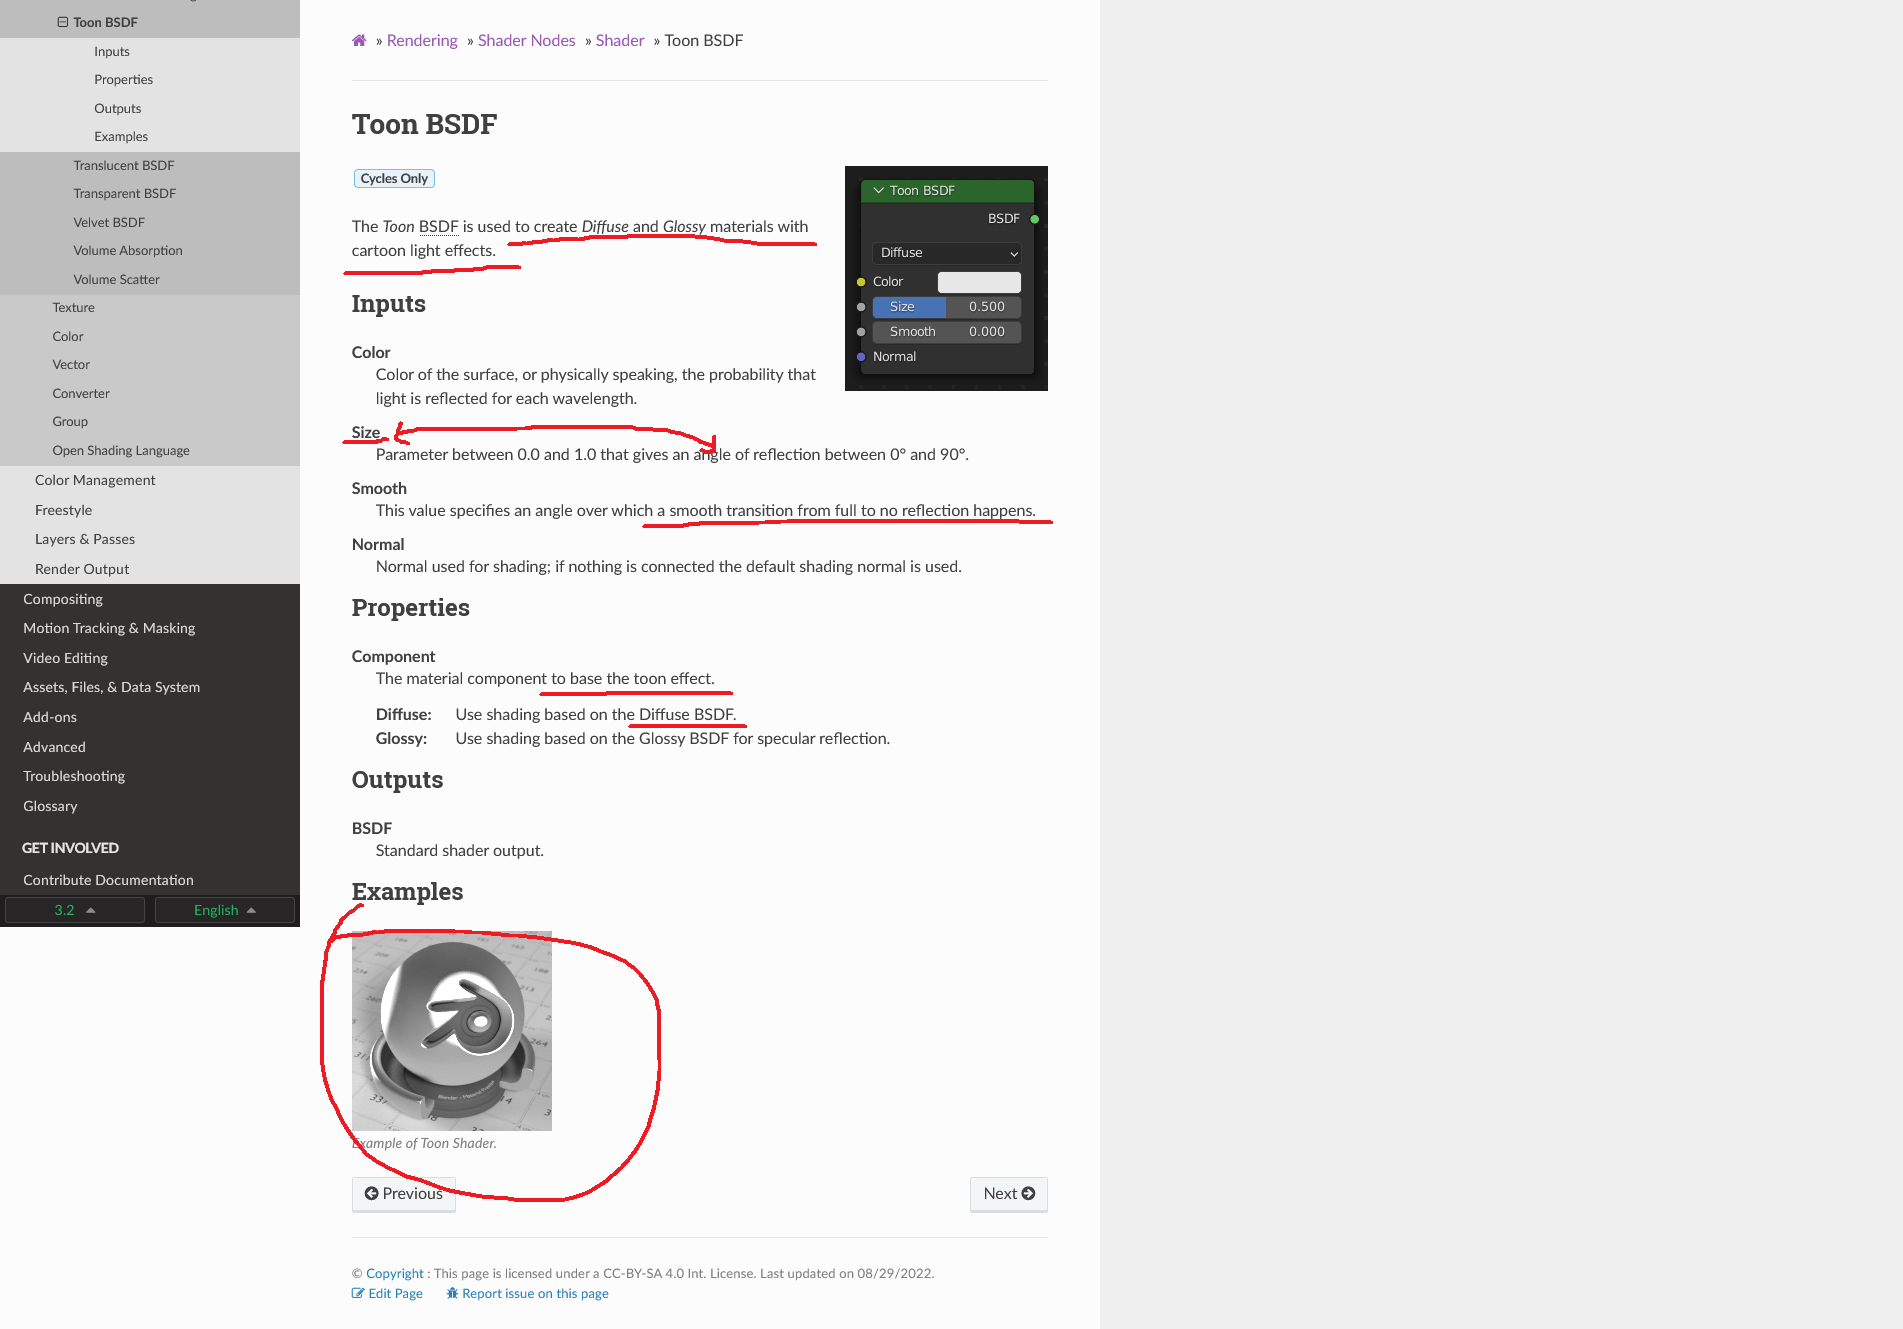 Toon BSDF
Inputs
Properties
Outputs
Examples
Translucent BSDF
Transparent BSDF
Velvet BSDF
Volume Absorption
Volume Scatter
Texture
Color
Vector
Converter
Group
Open Shading Language
Color Management
Freestyle
Layers & Passes
Render Output
Compositing
Motion Tracking & Masking
Video Editing
Assets, Files, & Data System
Add-ons
Advanced
Troubleshooting
Glossary
GET INVOLVED
Contribute Documentation
3.2
English
» Rendering » Shader Nodes » Shader » Toon BSDF
Toon BSDF
Cycles Only
The Toon BSDF is used to create Diffuse and Glossy materials with
cartoon light effects.
Toon BSDF
BSDF
Diffuse
Color
Size 0.500
Smooth 0.000
Normal
Inputs
Color
Color of the surface, or physically speaking, the probability that
light is reflected for each wavelength.
Size
Parameter between 0.0 and 1.0 that gives an angle of reflection between 0° and 90°.
Smooth
This value specifies an angle over which a smooth transition from full to no reflection happens.
Normal
Normal used for shading; if nothing is connected the default shading normal is used.
Properties
Component
The material component to base the toon effect.
Diffuse: Use shading based on the Diffuse BSDF.
Glossy: Use shading based on the Glossy BSDF for specular reflection.
Outputs
BSDF
Standard shader output.
Examples
Example of Toon Shader.
Previous
Next
© Copyright : This page is licensed under a CC-BY-SA 4.0 Int. License. Last updated on 08/29/2022.
Edit Page Report issue on this page